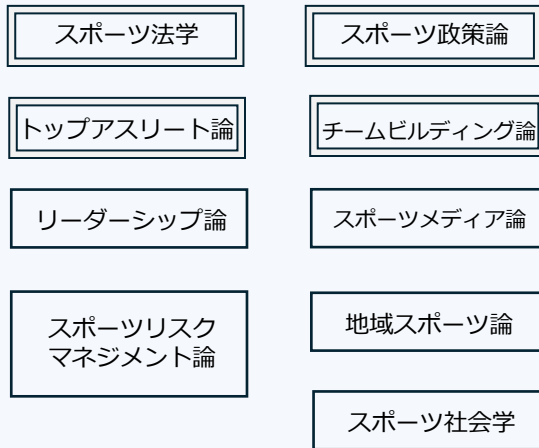 スポーツ法学
スポーツ政策論
トップアスリート論
チームビルディング論
リーダーシップ論
スポーツメディア論
スポーツリスク
マネジメント論
地域スポーツ論
スポーツ社会学